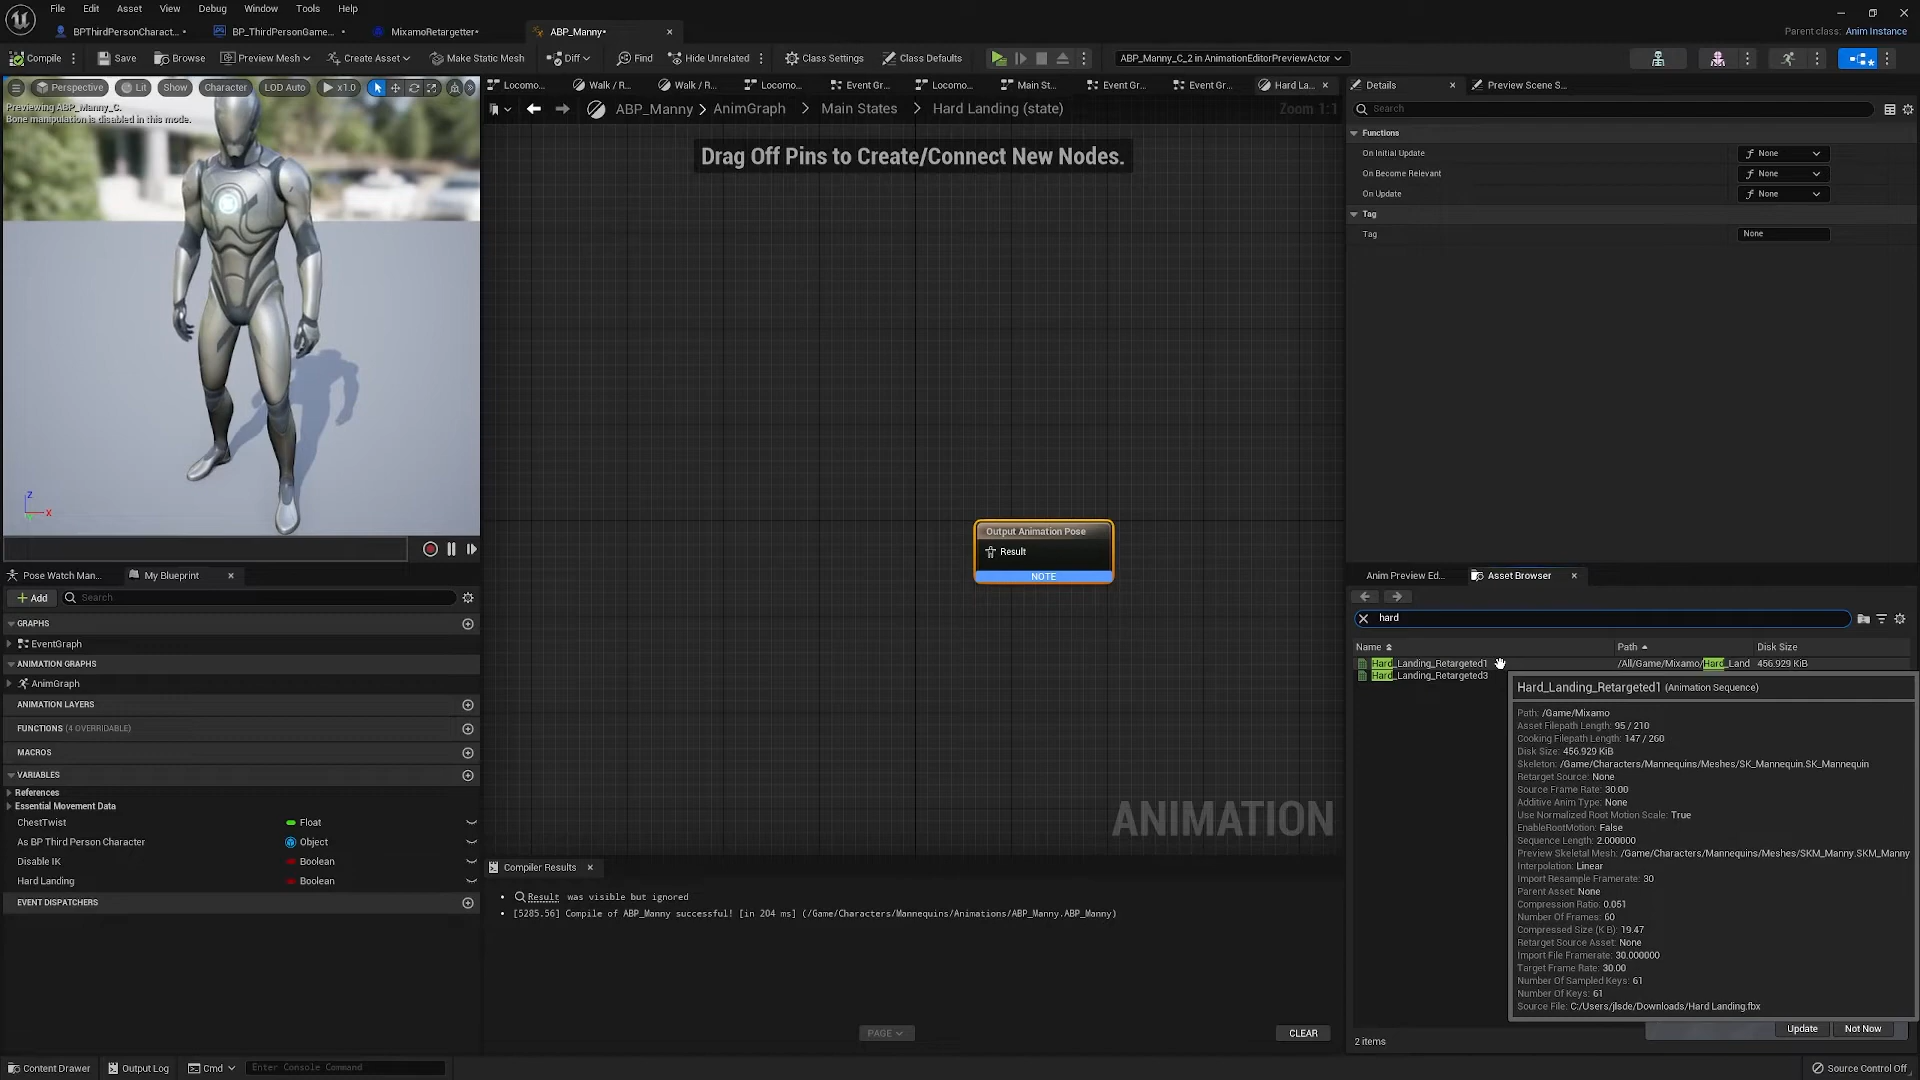 File Edit Asset View Debug Window Tools Help
BPThirdPersonCharact...• BP_ThirdPersonGame... • MixamoRetargetter• ABP_Manny•
Parent class: Anim Instance
Compile Save Browse Preview Mesh Create Asset Make Static Mesh Diff Find Hide Unrelated Class Settings Class Defaults ABP_Manny_C_2 in AnimationEditorPreviewActor
Perspective Lit Show Character LOD Auto x1.0
Locomo... Walk / R... Walk / R... Locomo... Event Gr... Locomo... Main St... Event Gr... Event Gr... Hard La...
Details Preview Scene S...
Previewing ABP_Manny_C.
Bone manipulation is disabled in this mode.
ABP_Manny > AnimGraph > Main States > Hard Landing (state)
Zoom 1:1
Search
Drag Off Pins to Create/Connect New Nodes.
Functions
On Initial Update None
On Become Relevant None
On Update None
Tag
Tag None
Z
X
Output Animation Pose
Result
NOTE
ANIMATION
Pose Watch Man... My Blueprint
Add Search
GRAPHS
EventGraph
ANIMATION GRAPHS
AnimGraph
ANIMATION LAYERS
FUNCTIONS (4 OVERRIDABLE)
MACROS
VARIABLES
References
Essential Movement Data
ChestTwist Float
As BP Third Person Character Object
Disable IK Boolean
Hard Landing Boolean
EVENT DISPATCHERS
Compiler Results
Result was visible but ignored
[5285.56] Compile of ABP_Manny successful! [in 204 ms] (/Game/Characters/Mannequins/Animations/ABP_Manny.ABP_Manny)
PAGE CLEAR
Anim Preview Ed... Asset Browser
hard
Name Path Disk Size
Hard_Landing_Retargeted1 /All/Game/Mixamo/Hard_Land 456.929 KiB
Hard_Landing_Retargeted3
Hard_Landing_Retargeted1 (Animation Sequence)
Path: /Game/Mixamo
Asset Filepath Length: 95 / 210
Cooking Filepath Length: 147 / 260
Disk Size: 456.929 KiB
Skeleton: /Game/Characters/Mannequins/Meshes/SK_Mannequin.SK_Mannequin
Retarget Source: None
Source Frame Rate: 30.00
Additive Anim Type: None
Use Normalized Root Motion Scale: True
EnableRootMotion: False
Sequence Length: 2.000000
Preview Skeletal Mesh: /Game/Characters/Mannequins/Meshes/SKM_Manny.SKM_Manny
Interpolation: Linear
Import Resample Framerate: 30
Parent Asset: None
Compression Ratio: 0.051
Number Of Frames: 60
Compressed Size (K B): 19.47
Retarget Source Asset: None
Import File Framerate: 30.000000
Target Frame Rate: 30.00
Number Of Sampled Keys: 61
Number Of Keys: 61
Source File: C:/Users/jlsde/Downloads/Hard Landing.fbx
Update Not Now
2 items
Content Drawer Output Log Cmd Enter Console Command Source Control Off